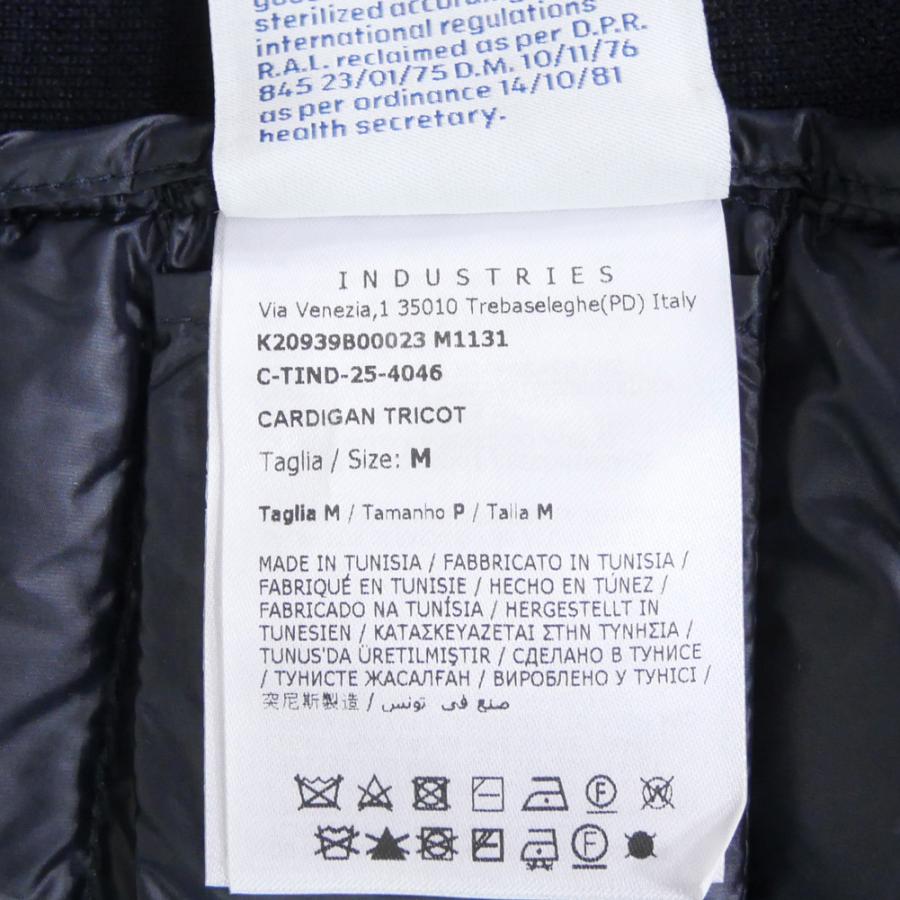 sterilized according
international regulations
R.A.L. reclaimed as per D.P.R.
845 23/01/75 D.M. 10/11/76
as per ordinance 14/10/81
health secretary.
INDUSTRIES
Via Venezia,1 35010 Trebaseleghe(PD) Italy
K20939B00023 M1131
C-TIND-25-4046
CARDIGAN TRICOT
Taglia / Size: M
Taglia M / Tamanho P / Talla M
MADE IN TUNISIA / FABBRICATO IN TUNISIA /
FABRIQUÉ EN TUNISIE / HECHO EN TÚNEZ /
FABRICADO NA TUNÍSIA / HERGESTELLT IN
TUNESIEN / ΚΑΤΑΣΚΕΥΑΖΕΤΑΙ ΣΤΗΝ ΤΥΝΗΣΙΑ /
TUNUS'DA ÜRETILMIŞTIR / СДЕЛАНО В ТУНИСЕ
/ ТУНИСТЕ ЖАСАЛҒАН / ВИРОБЛЕНО У ТУНІСІ /
突尼斯製造 / صنع في تونس
F W
F